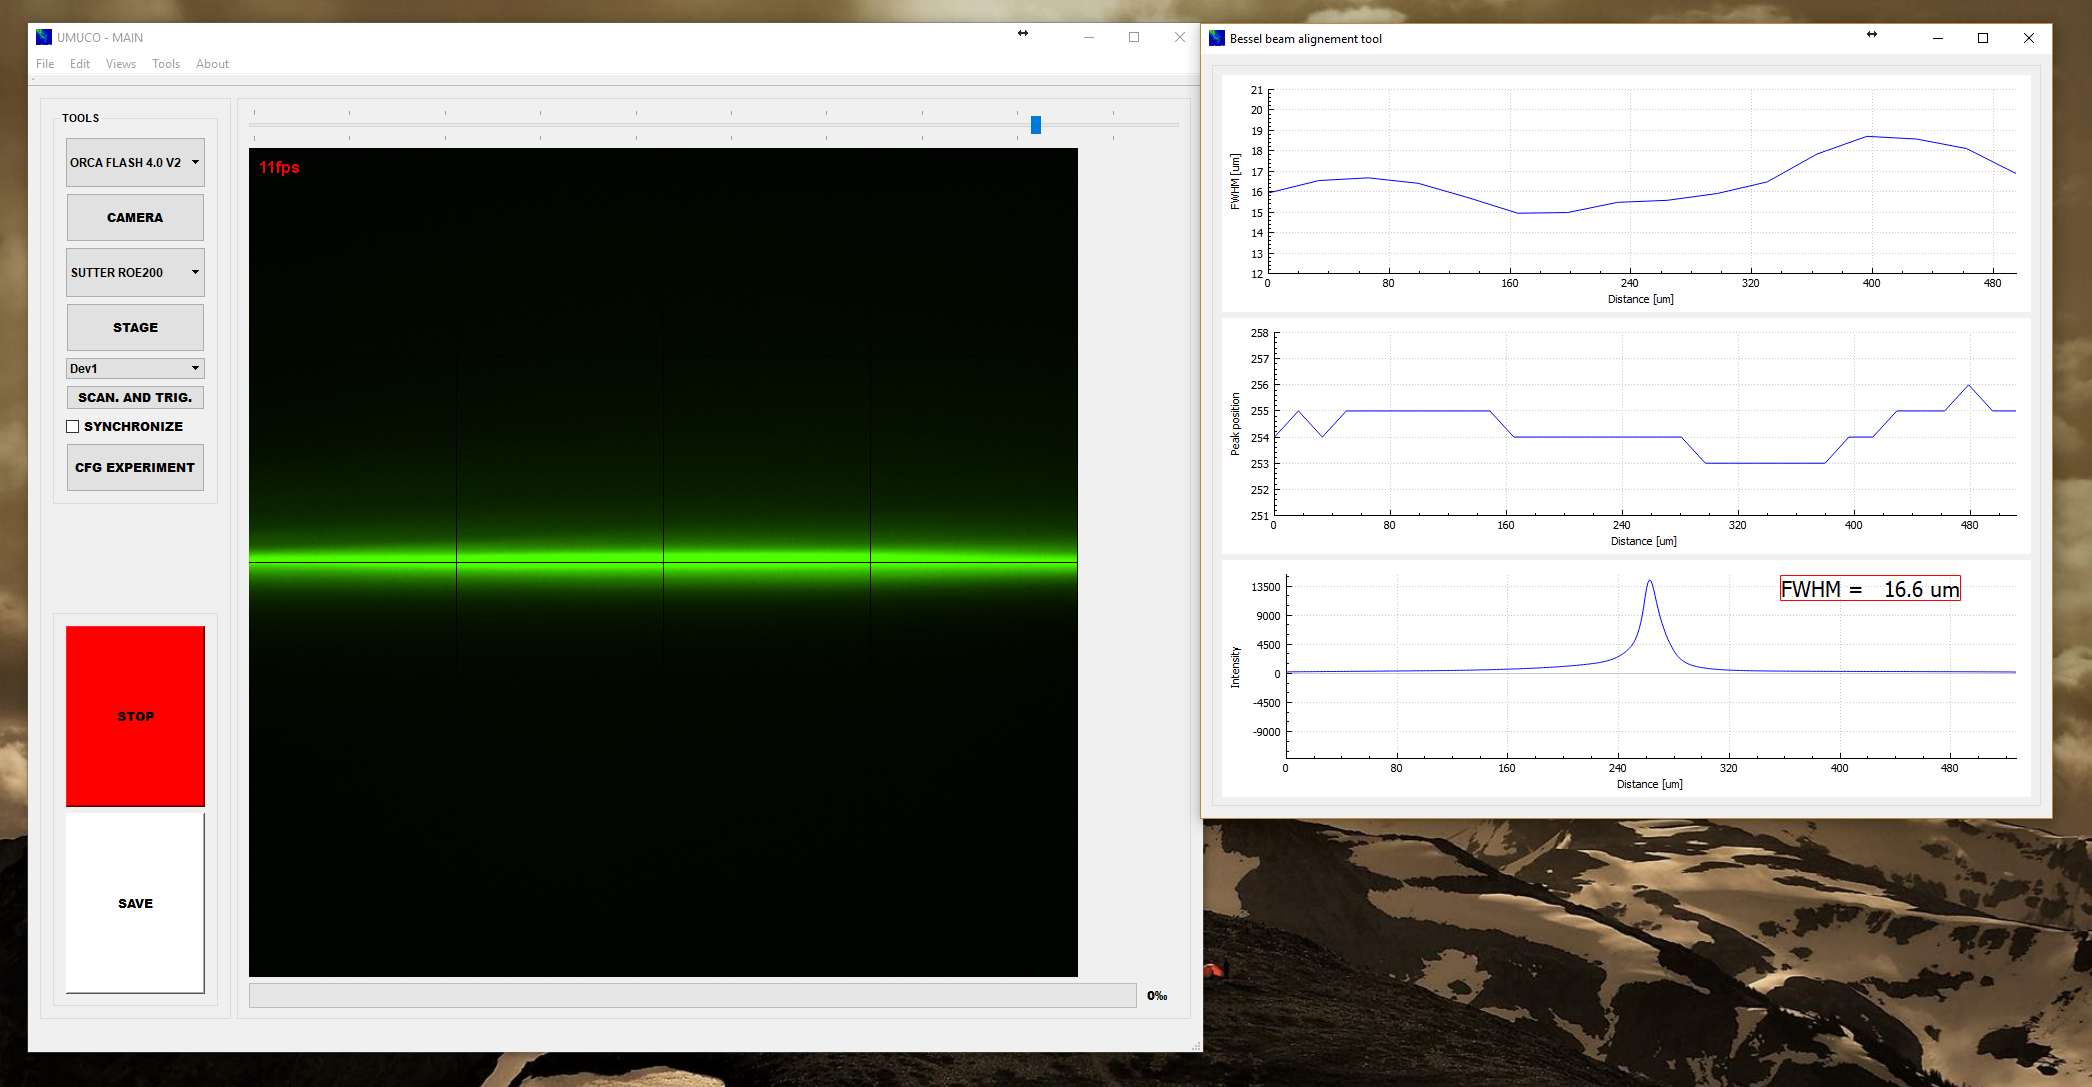 UMUCO - MAIN
File Edit Views Tools About
TOOLS
ORCA FLASH 4.0 V2
CAMERA
SUTTER ROE200
STAGE
Dev1
SCAN. AND TRIG.
SYNCHRONIZE
CFG EXPERIMENT
STOP
SAVE
11fps
0‰
Bessel beam alignement tool
FWHM [um]
21
20
19
18
17
16
15
14
13
12
0 80 160 240 320 400 480
Distance [um]
Peak position
258
257
256
255
254
253
252
251
0 80 160 240 320 400 480
Distance [um]
FWHM = 16.6 um
Intensity
13500
9000
4500
0
-4500
-9000
0 80 160 240 320 400 480
Distance [um]